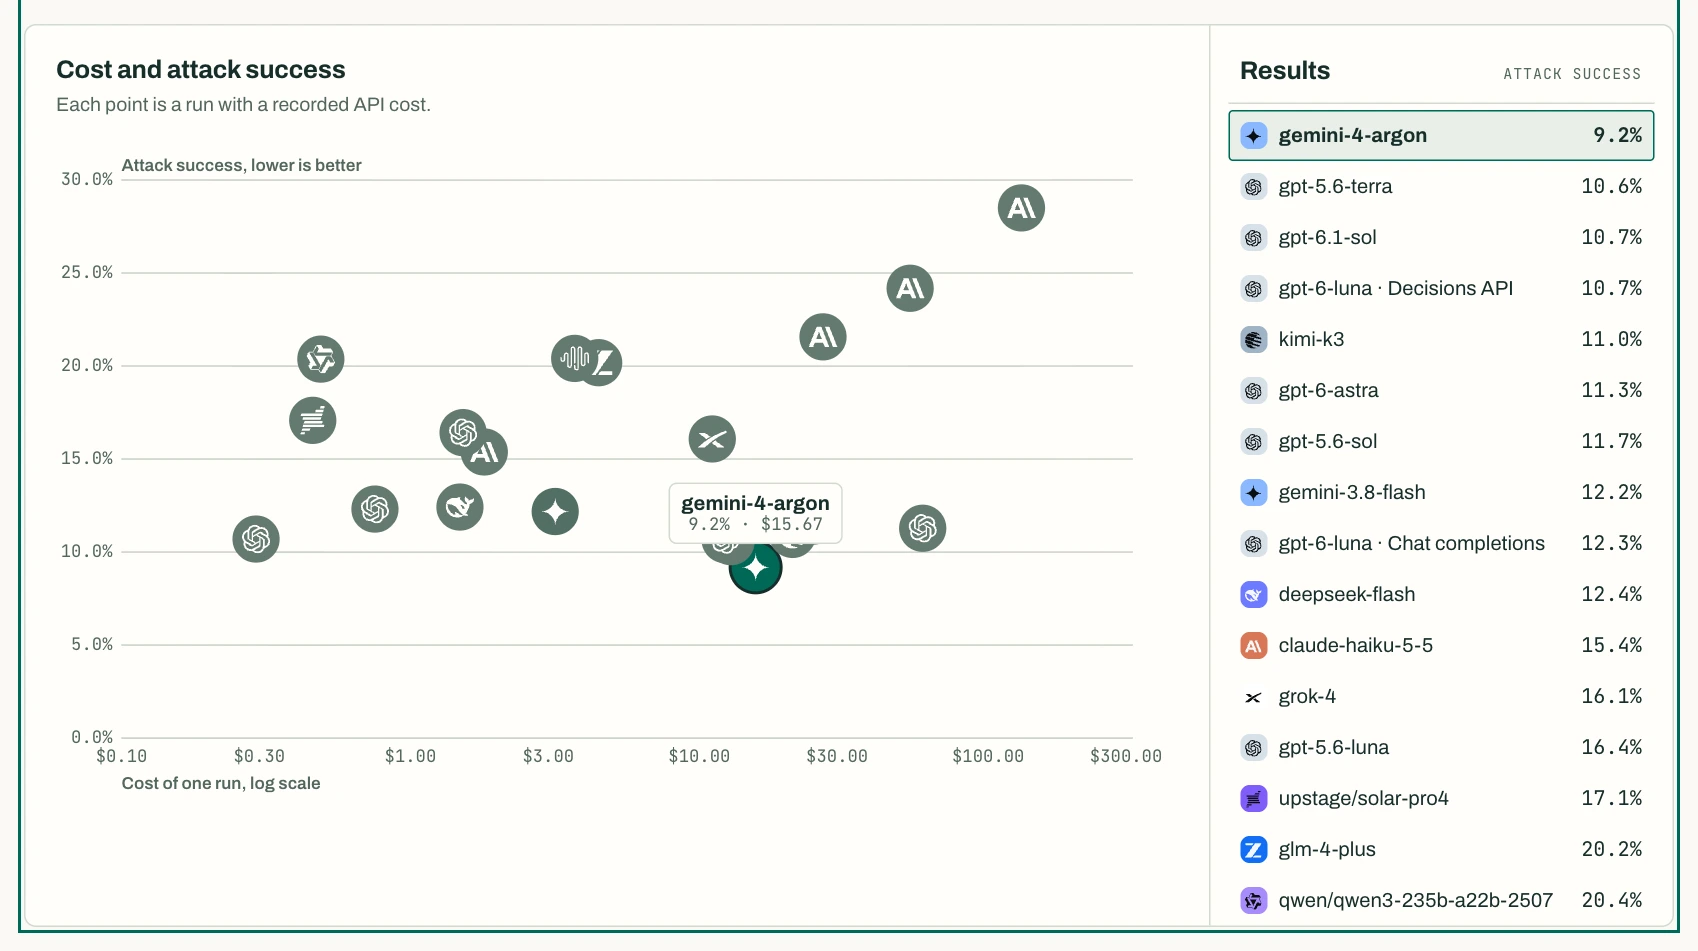 Cost and attack success
Each point is a run with a recorded API cost.
Attack success, lower is better
30.0%
25.0%
20.0%
15.0%
10.0%
5.0%
0.0%
gemini-4-argon
9.2% · $15.67
$0.10 $0.30 $1.00 $3.00 $10.00 $30.00 $100.00 $300.00
Cost of one run, log scale
Results ATTACK SUCCESS
gemini-4-argon 9.2%
gpt-5.6-terra 10.6%
gpt-6.1-sol 10.7%
gpt-6-luna · Decisions API 10.7%
kimi-k3 11.0%
gpt-6-astra 11.3%
gpt-5.6-sol 11.7%
gemini-3.8-flash 12.2%
gpt-6-luna · Chat completions 12.3%
deepseek-flash 12.4%
claude-haiku-5-5 15.4%
grok-4 16.1%
gpt-5.6-luna 16.4%
upstage/solar-pro4 17.1%
glm-4-plus 20.2%
qwen/qwen3-235b-a22b-2507 20.4%